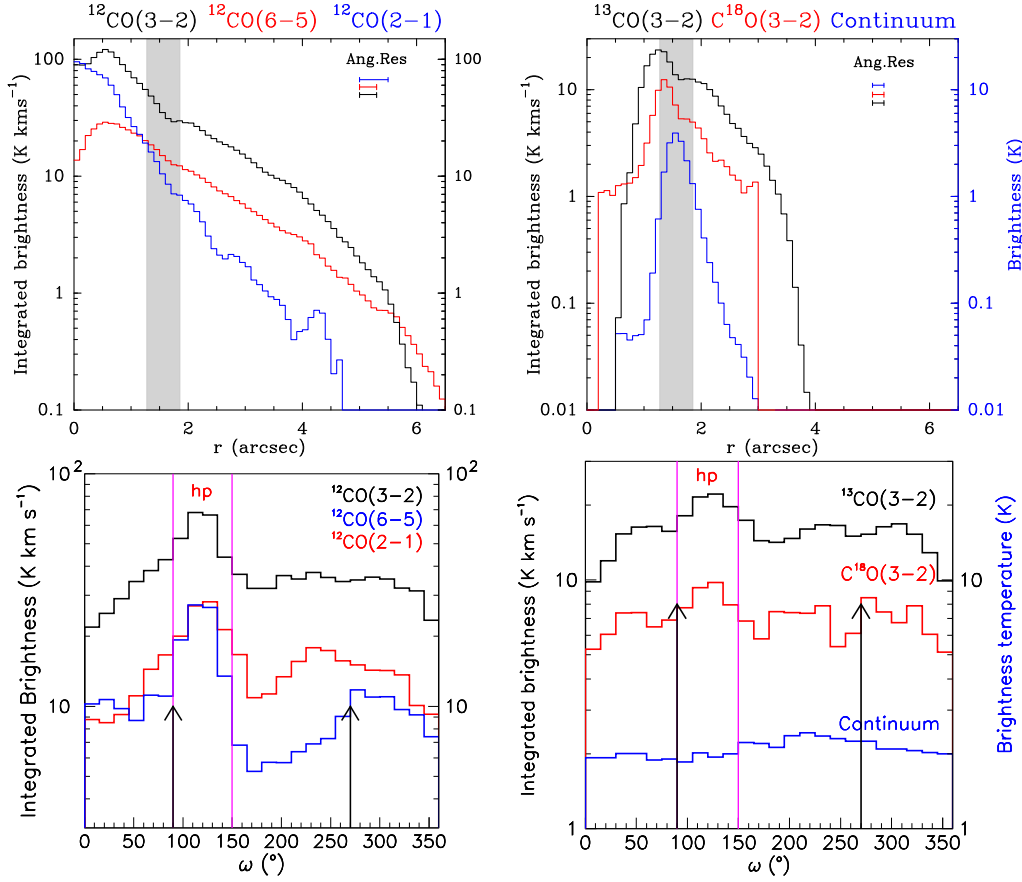 ¹²CO(3−2) ¹²CO(6−5) ¹²CO(2−1)
Ang.Res
Integrated brightness (K kms⁻¹)
100
10
1
0.1
100
10
1
0.1
0 2 4 6
r (arcsec)
¹³CO(3−2) C¹⁸O(3−2) Continuum
Ang.Res
Integrated brightness (K kms⁻¹)
10
1
0.1
0.01
10
1
0.1
0.01
Brightness (K)
0 2 4 6
r (arcsec)
hp
¹²CO(3−2)
¹²CO(6−5)
¹²CO(2−1)
Integrated Brightness (K km s⁻¹)
10²
10
10²
10
0 50 100 150 200 250 300 350
ω (°)
hp
¹³CO(3−2)
C¹⁸O(3−2)
Continuum
Integrated brightness (K km s⁻¹)
10
1
10
1
Brightness temperature (K)
0 50 100 150 200 250 300 350
ω (°)